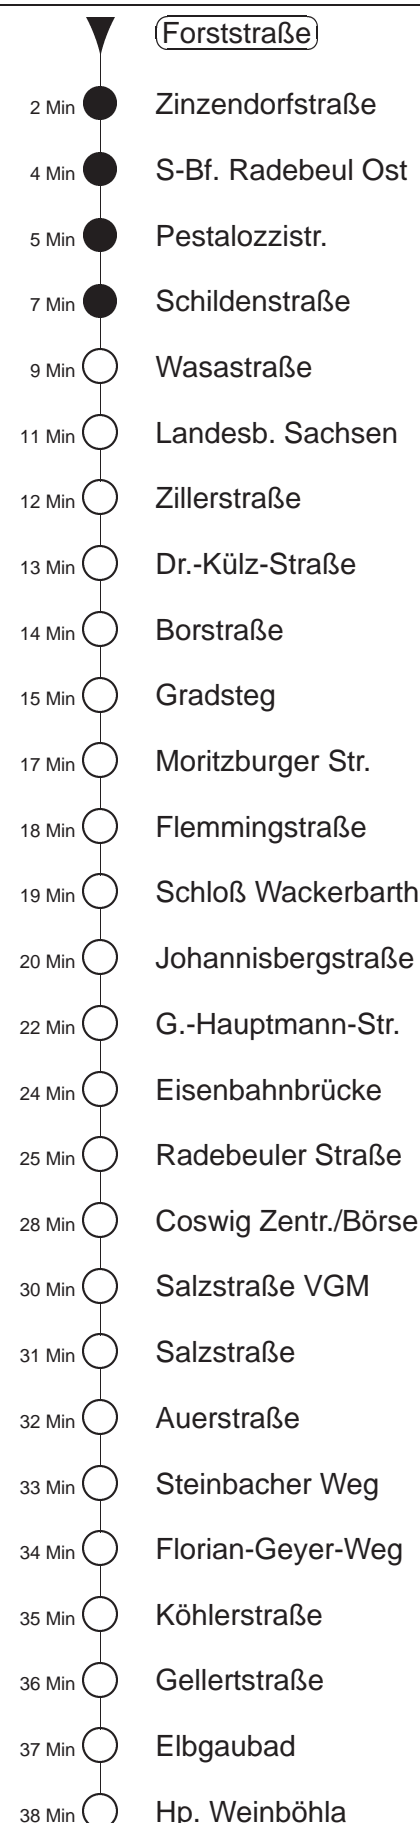 Forststraße
2 Min Zinzendorfstraße
4 Min S-Bf. Radebeul Ost
5 Min Pestalozzistr.
7 Min Schildenstraße
9 Min Wasastraße
11 Min Landesb. Sachsen
12 Min Zillerstraße
13 Min Dr.-Külz-Straße
14 Min Borstraße
15 Min Gradsteg
17 Min Moritzburger Str.
18 Min Flemmingstraße
19 Min Schloß Wackerbarth
20 Min Johannisbergstraße
22 Min G.-Hauptmann-Str.
24 Min Eisenbahnbrücke
25 Min Radebeuler Straße
28 Min Coswig Zentr./Börse
30 Min Salzstraße VGM
31 Min Salzstraße
32 Min Auerstraße
33 Min Steinbacher Weg
34 Min Florian-Geyer-Weg
35 Min Köhlerstraße
36 Min Gellertstraße
37 Min Elbgaubad
38 Min Hp. Weinböhla